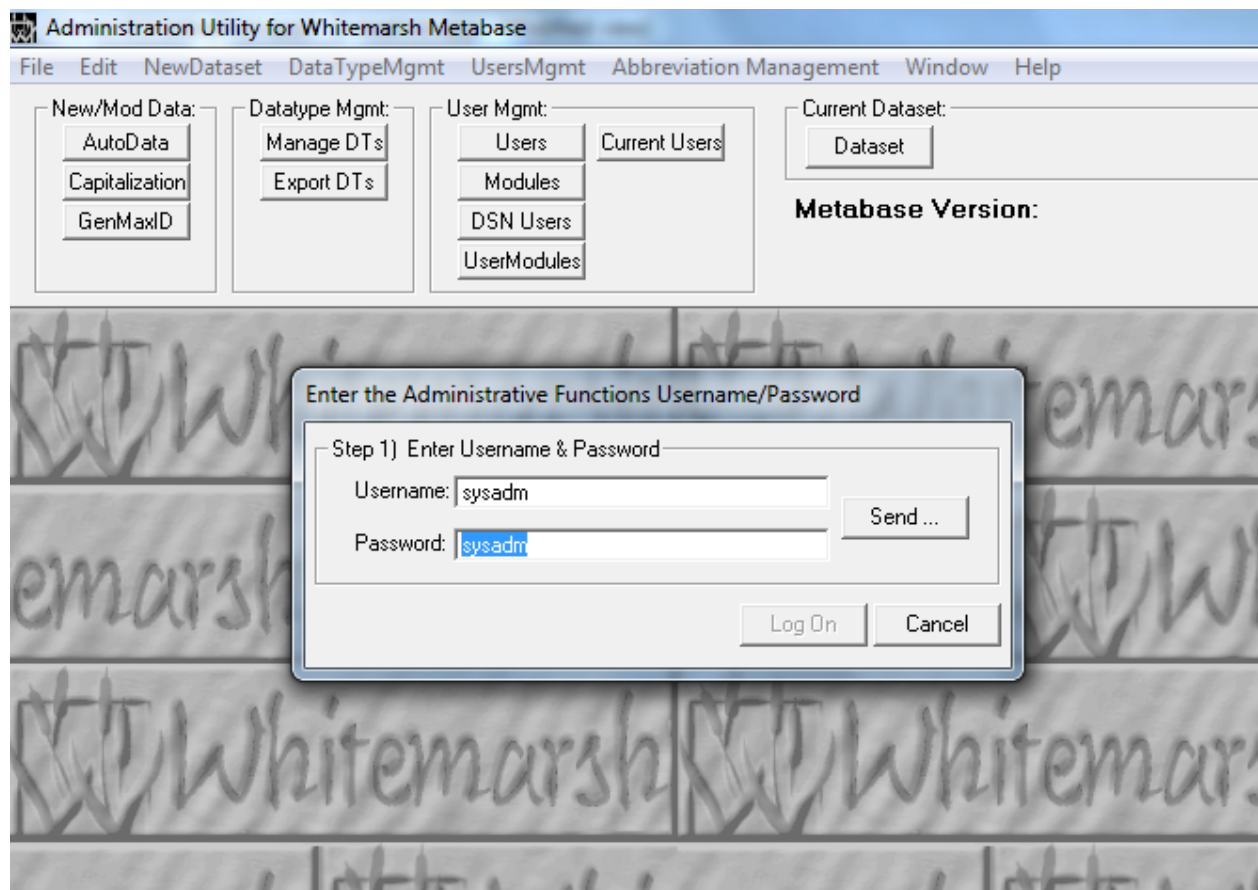 Administration Utility for Whitemarsh Metabase
File Edit NewDataset DataTypeMgmt UsersMgmt Abbreviation Management Window Help
New/Mod Data: Datatype Mgmt: User Mgmt: Current Dataset:
AutoData Manage DTs Users Current Users Dataset
Capitalization Export DTs Modules
GenMaxID DSN Users Metabase Version:
UserModules
Enter the Administrative Functions Username/Password
Step 1) Enter Username & Password
Username: sysadm
Send ...
Password: sysadm
Log On Cancel
emarsh
Whitemarsh Whitemars